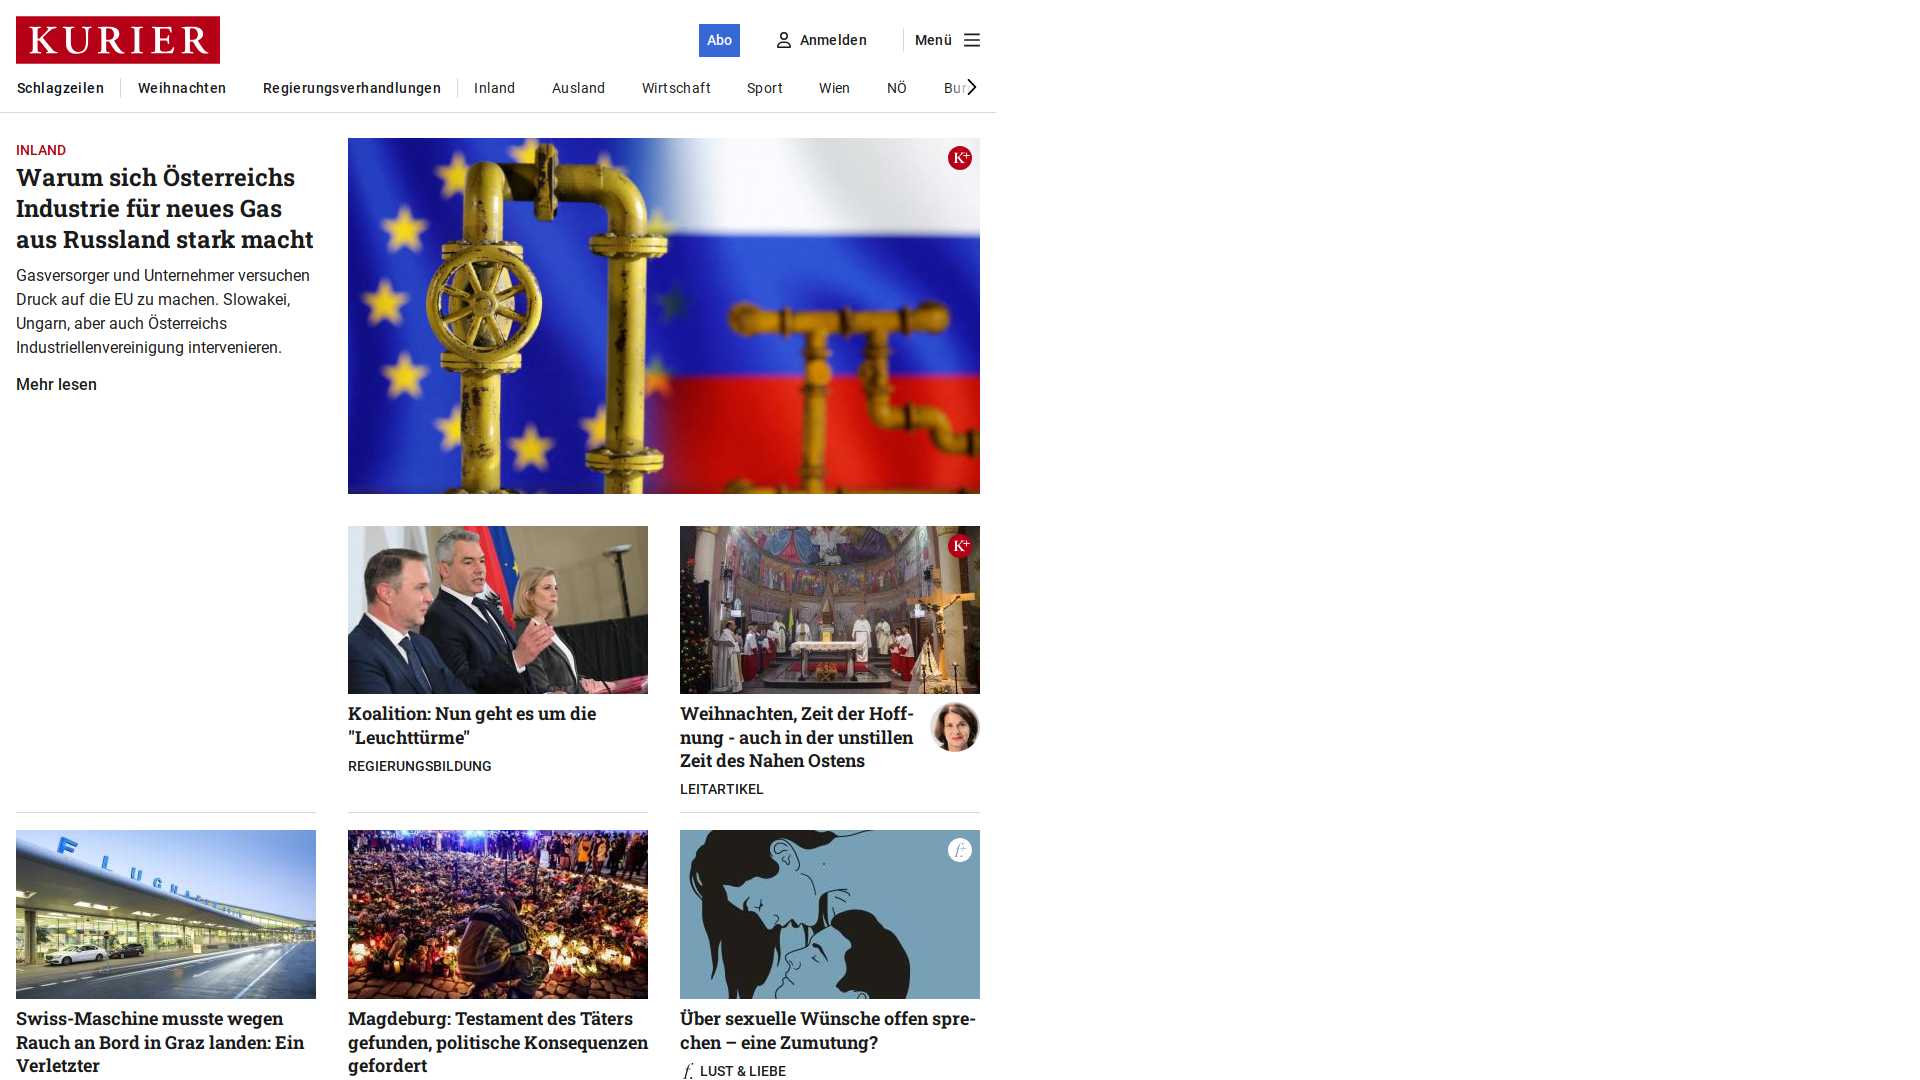 KURIER
Abo
Anmelden
Menü
Schlagzeilen
Weihnachten
Regierungsverhandlungen
Inland
Ausland
Wirtschaft
Sport
Wien
NÖ
Bur
INLAND
Warum sich Österreichs
Industrie für neues Gas
aus Russland stark macht
Gasversorger und Unternehmer versuchen
Druck auf die EU zu machen. Slowakei,
Ungarn, aber auch Österreichs
Industriellenvereinigung intervenieren.
Mehr lesen
K+
K+
Koalition: Nun geht es um die
"Leuchttürme"
REGIERUNGSBILDUNG
Weihnachten, Zeit der Hoff-
nung - auch in der unstillen
Zeit des Nahen Ostens
LEITARTIKEL
f+
Swiss-Maschine musste wegen
Rauch an Bord in Graz landen: Ein
Verletzter
Magdeburg: Testament des Täters
gefunden, politische Konsequenzen
gefordert
Über sexuelle Wünsche offen spre-
chen – eine Zumutung?
f. LUST & LIEBE